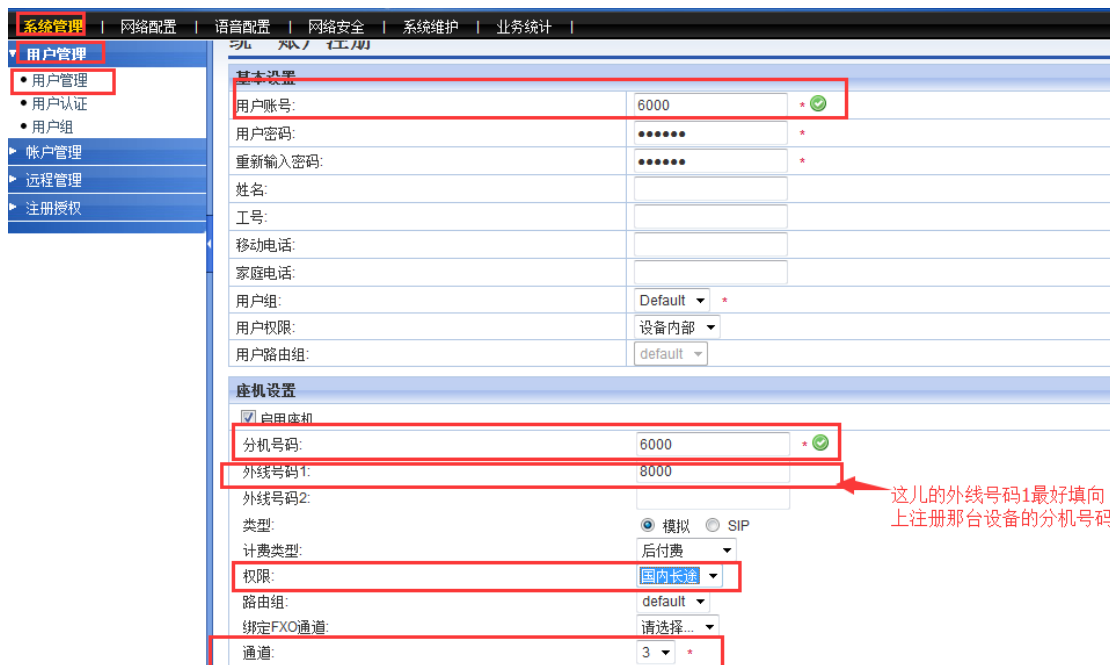 系统管理 | 网络配置 | 语音配置 | 网络安全 | 系统维护 | 业务统计 |
用户管理
用户管理
用户认证
用户组
帐户管理
远程管理
注册授权
统一账户注册
基本设置
用户账号: 6000 *
用户密码: •••••• *
重新输入密码: •••••• *
姓名:
工号:
移动电话:
家庭电话:
用户组: Default *
用户权限: 设备内部
用户路由组: default
座机设置
启用座机
分机号码: 6000 *
外线号码1: 8000
外线号码2:
类型: 模拟 SIP
计费类型: 后付费
权限: 国内长途
路由组: default
绑定FXO通道: 请选择...
通道: 3 *
这儿的外线号码1最好填向
上注册那台设备的分机号码